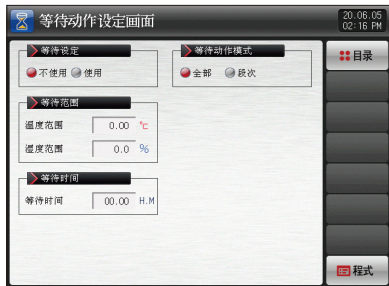 等待动作设定画面
20.06.05
02:16 PM
等待设定
不使用 使用
等待动作模式
全部 段次
目录
等待范围
温度范围 0.00 ℃
湿度范围 0.0 %
等待时间
等待时间 00.00 H.M
程式